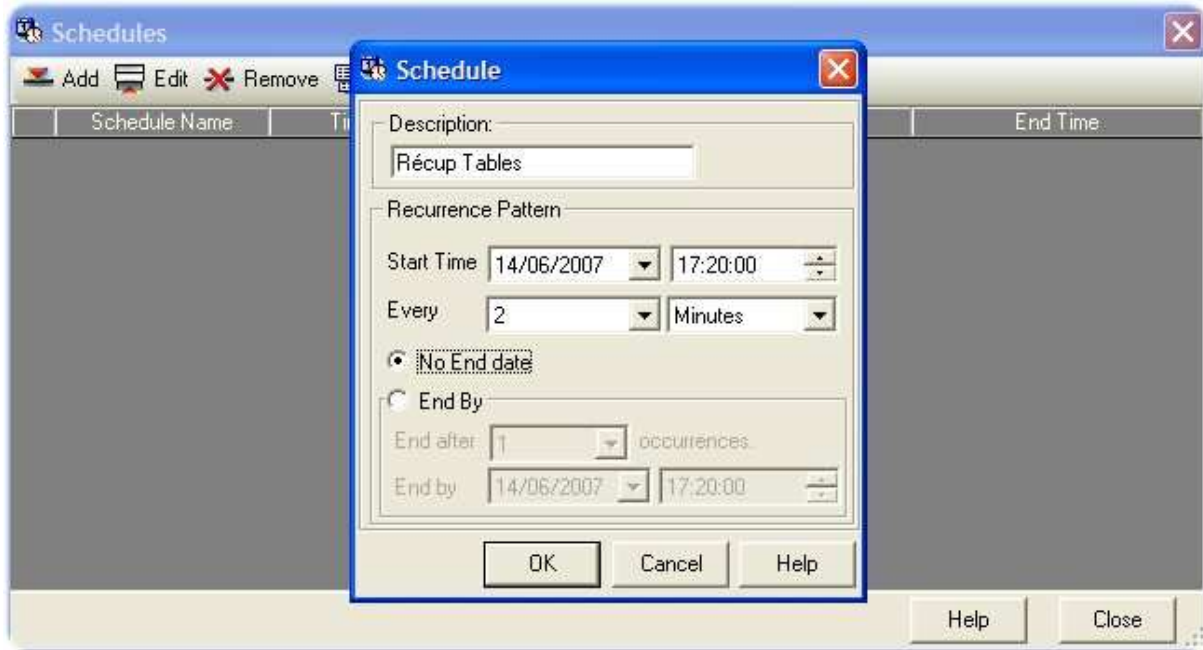 Schedules
Add Edit Remove
Schedule Name End Time
Schedule
Description:
Récup Tables
Recurrence Pattern
Start Time 14/06/2007 17:20:00
Every 2 Minutes
No End date
End By
End after 1 occurrences.
End by 14/06/2007 17:20:00
OK Cancel Help
Help Close